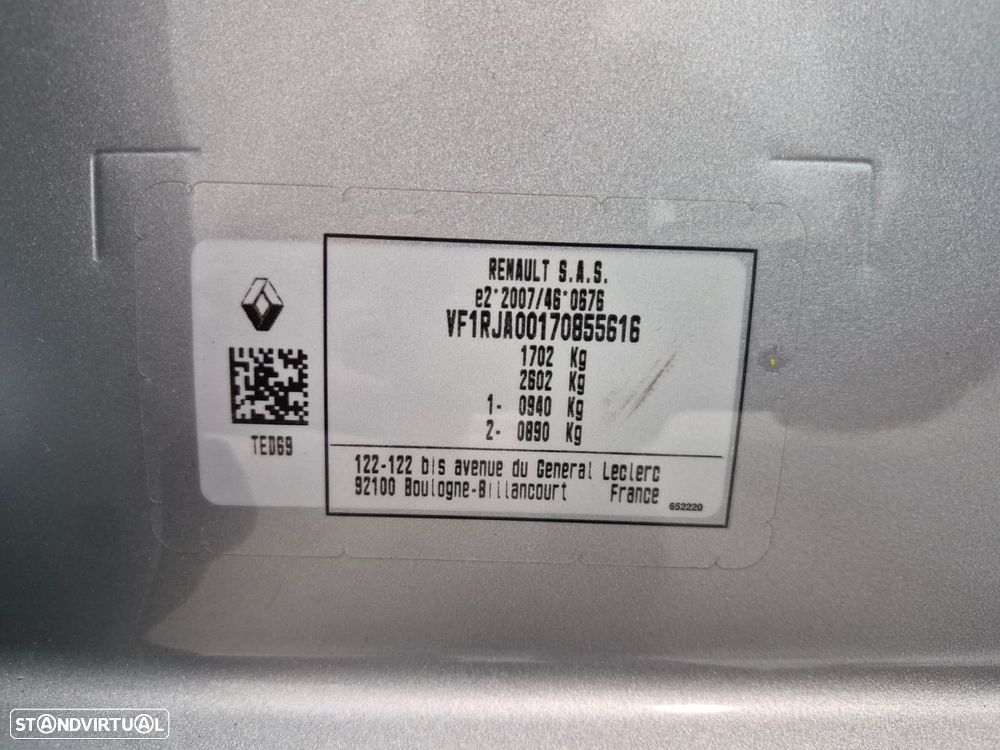 RENAULT S.A.S.
e2*2007/46*0676
VF1RJA00170855616
1702 Kg
2602 Kg
1- 0940 Kg
2- 0890 Kg
TED69
122-122 bis avenue du General Leclerc
92100 Boulogne-Billancourt France
652220
STANDVIRTUAL